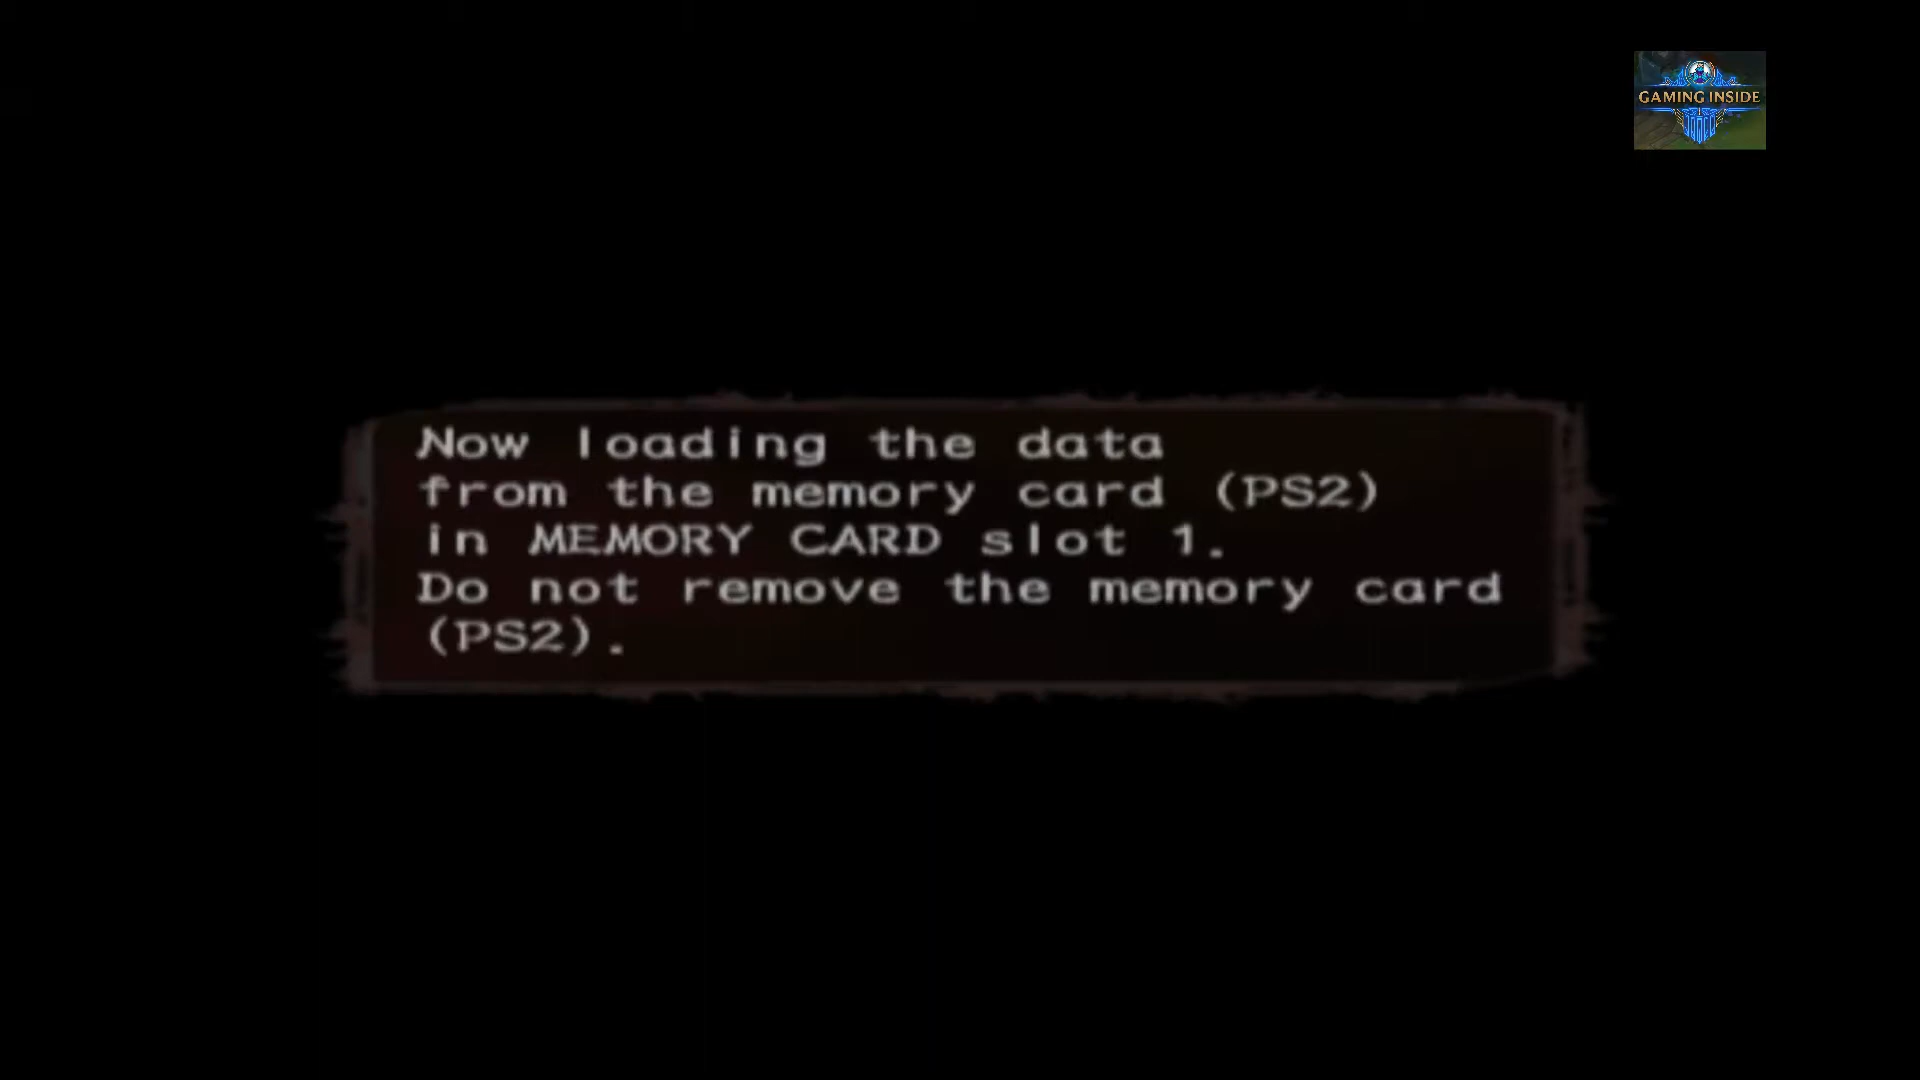 GAMING INSIDE
Now loading the data
from the memory card (PS2)
in MEMORY CARD slot 1.
Do not remove the memory card
(PS2).